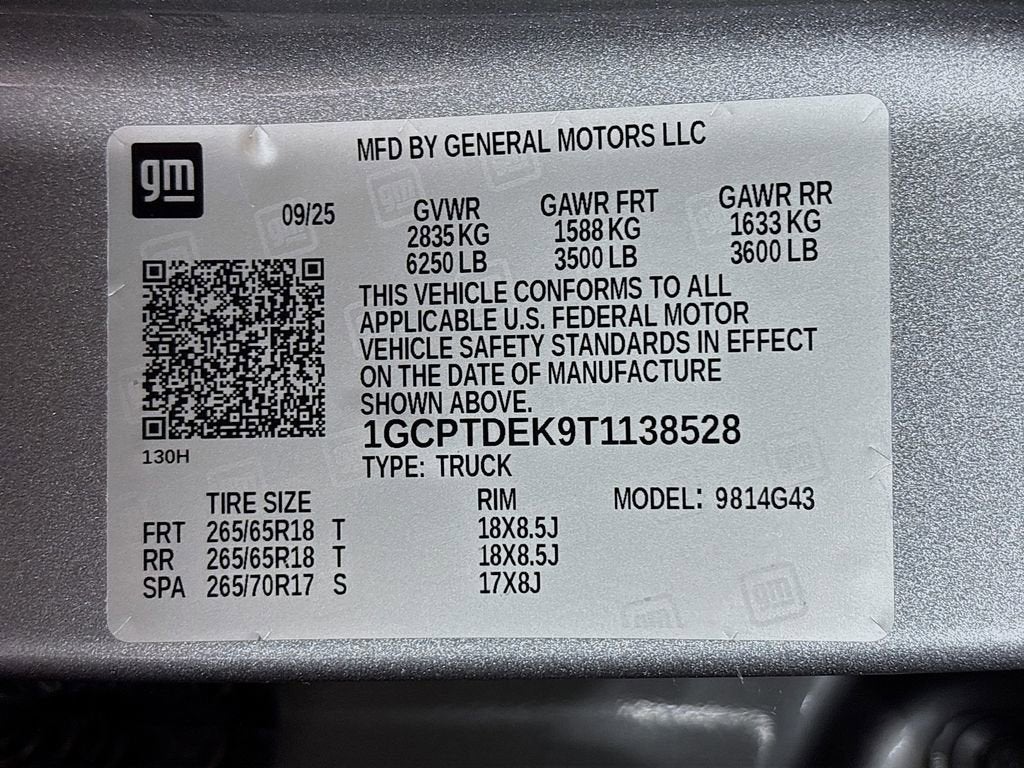 gm
MFD BY GENERAL MOTORS LLC
09/25 GVWR GAWR FRT GAWR RR
2835 KG 1588 KG 1633 KG
6250 LB 3500 LB 3600 LB
THIS VEHICLE CONFORMS TO ALL
APPLICABLE U.S. FEDERAL MOTOR
VEHICLE SAFETY STANDARDS IN EFFECT
ON THE DATE OF MANUFACTURE
SHOWN ABOVE.
1GCPTDEK9T1138528
130H
TYPE: TRUCK
TIRE SIZE RIM MODEL: 9814G43
FRT 265/65R18 T 18X8.5J
RR 265/65R18 T 18X8.5J
SPA 265/70R17 S 17X8J